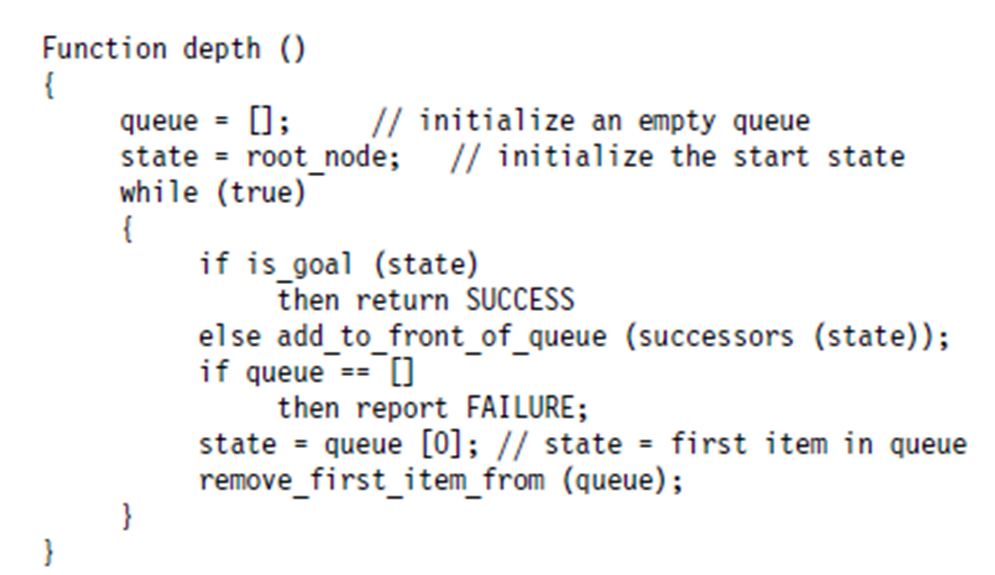 Function depth ()
{
queue = []; // initialize an empty queue
state = root_node; // initialize the start state
while (true)
{
if is_goal (state)
then return SUCCESS
else add_to_front_of_queue (successors (state));
if queue == []
then report FAILURE;
state = queue [0]; // state = first item in queue
remove_first_item_from (queue);
}
}